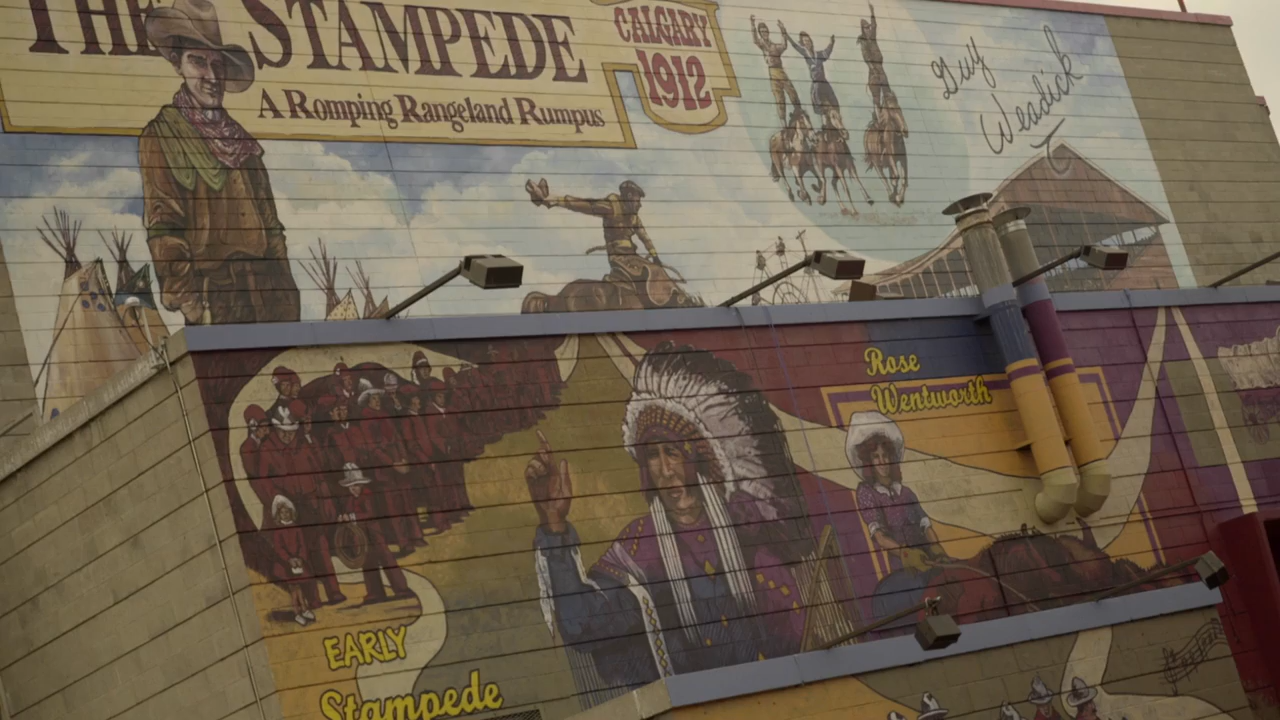 THE STAMPEDE
CALGARY
1912
A Romping Rangeland Rumpus
Guy
Weadick
Rose
Wentworth
EARLY
Stampede